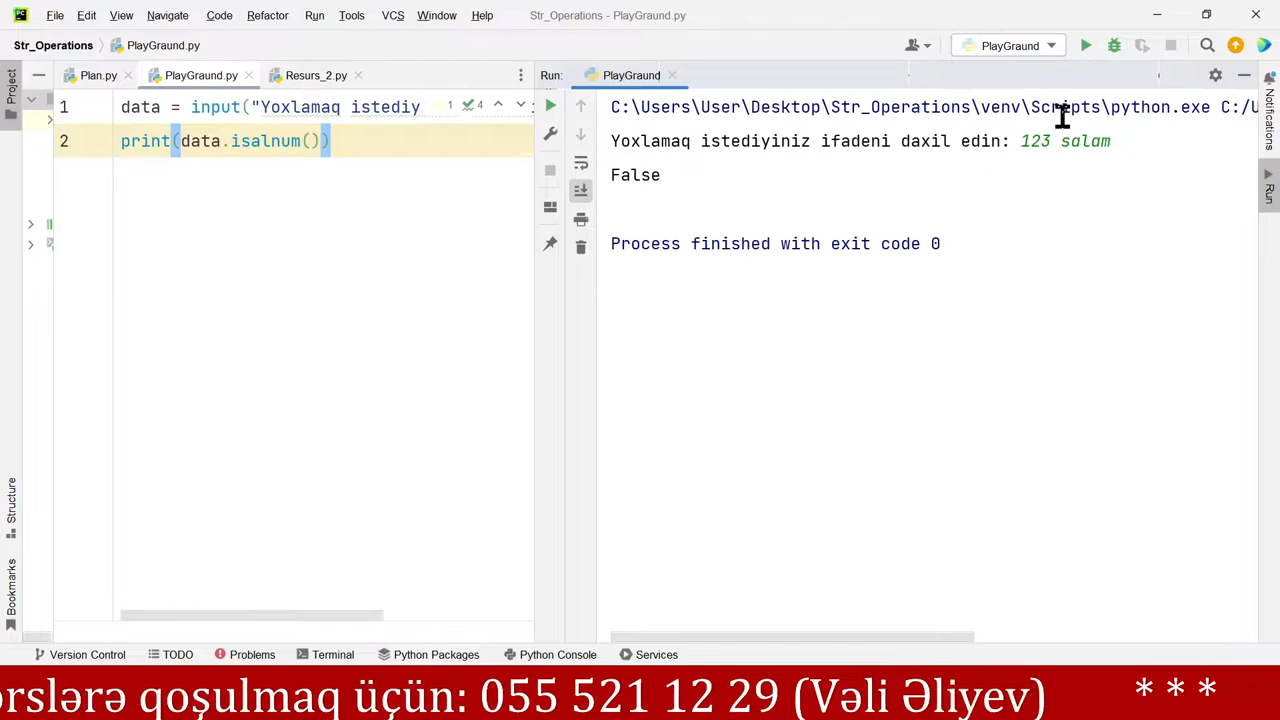 File Edit View Navigate Code Refactor Run Tools VCS Window Help Str_Operations - PlayGraund.py
Str_Operations PlayGraund.py PlayGraund
Project
Plan.py PlayGraund.py Resurs_2.py Run: PlayGraund
Notifications
Run
1 data = input("Yoxlamaq istediy 1 4
2 print(data.isalnum())
C:\Users\User\Desktop\Str_Operations\venv\Scripts\python.exe C:/U
Yoxlamaq istediyiniz ifadeni daxil edin: 123 salam
False
Process finished with exit code 0
Structure
Bookmarks
Version Control TODO Problems Terminal Python Packages Python Console Services
ərslərə qoşulmaq üçün: 055 521 12 29 (Vəli Əliyev) * * *